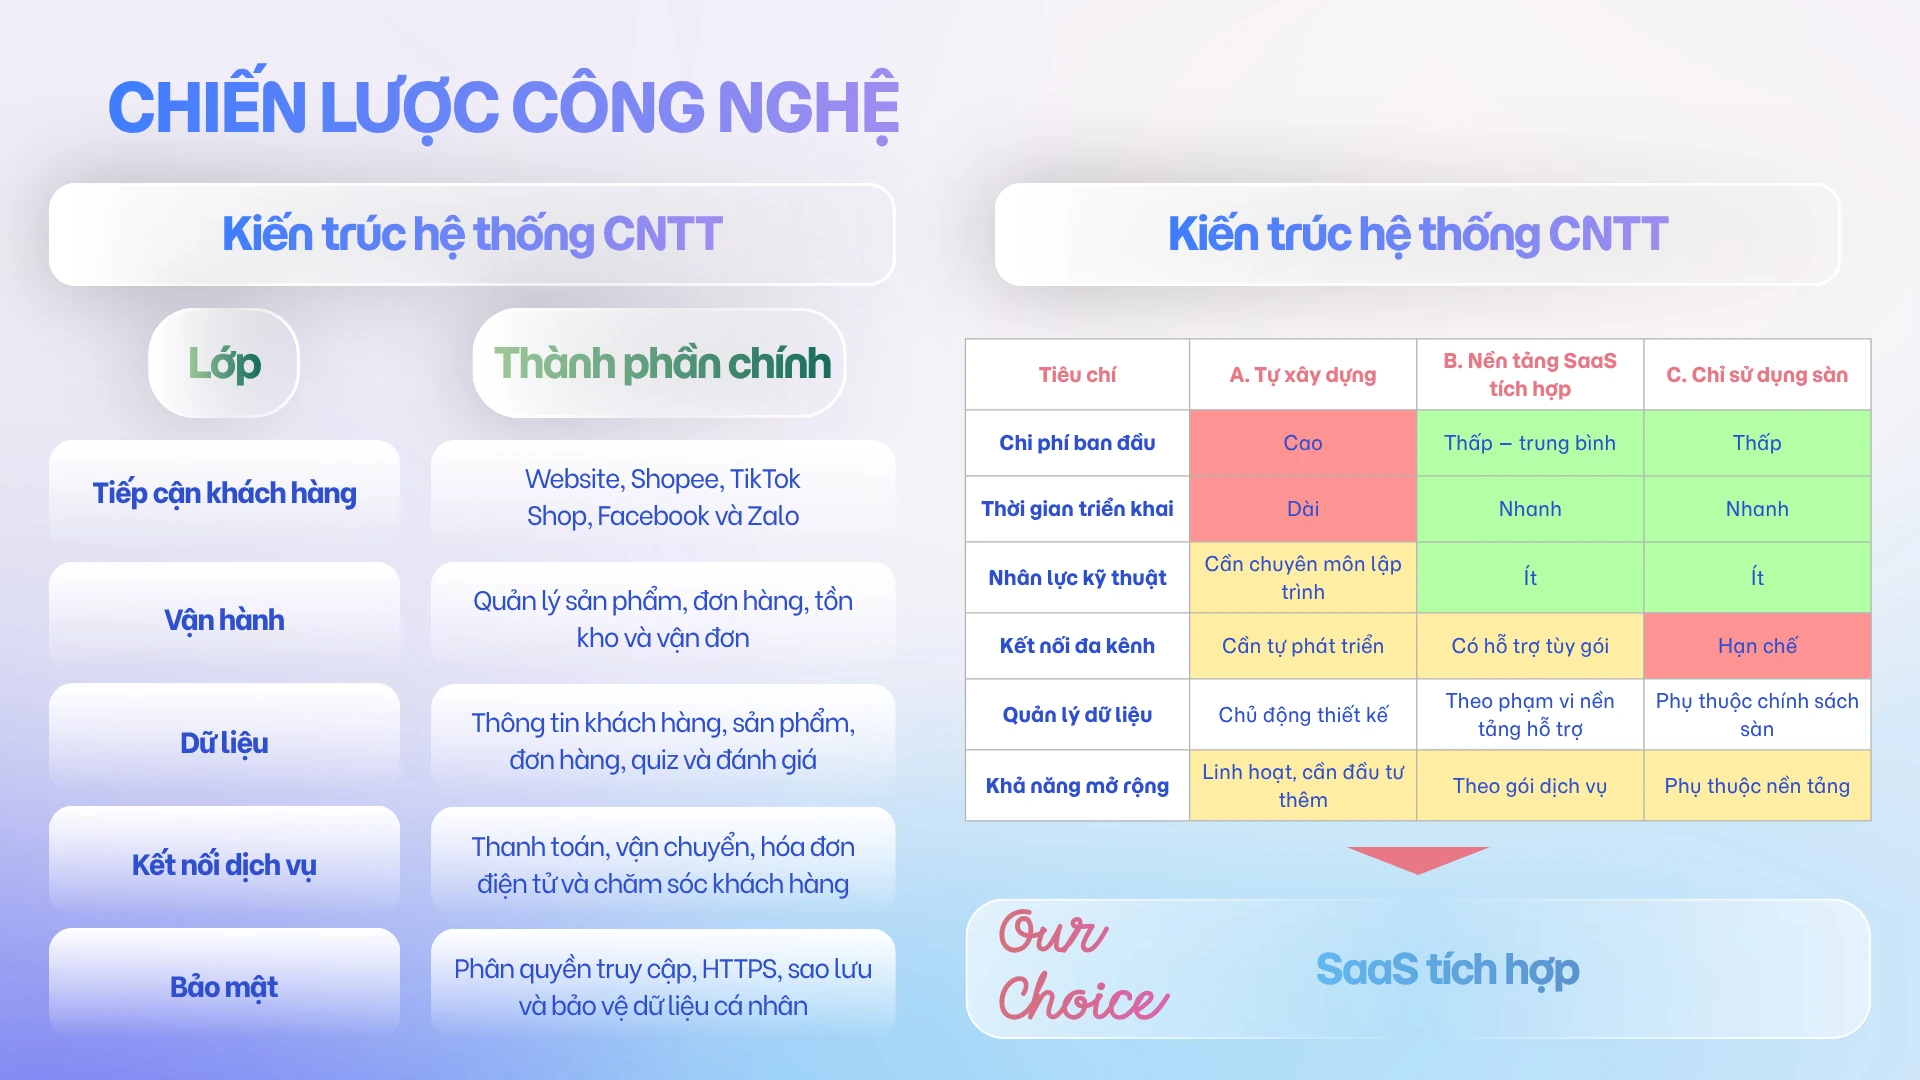 CHIẾN LƯỢC CÔNG NGHỆ
Kiến trúc hệ thống CNTT
Lớp
Thành phần chính
Tiếp cận khách hàng
Website, Shopee, TikTok
Shop, Facebook và Zalo
Vận hành
Quản lý sản phẩm, đơn hàng, tồn
kho và vận đơn
Dữ liệu
Thông tin khách hàng, sản phẩm,
đơn hàng, quiz và đánh giá
Kết nối dịch vụ
Thanh toán, vận chuyển, hóa đơn
điện tử và chăm sóc khách hàng
Bảo mật
Phân quyền truy cập, HTTPS, sao lưu
và bảo vệ dữ liệu cá nhân
Kiến trúc hệ thống CNTT
Tiêu chí
A. Tự xây dựng
B. Nền tảng SaaS
tích hợp
C. Chỉ sử dụng sàn
Chi phí ban đầu
Cao
Thấp – trung bình
Thấp
Thời gian triển khai
Dài
Nhanh
Nhanh
Nhân lực kỹ thuật
Cần chuyên môn lập
trình
Ít
Ít
Kết nối đa kênh
Cần tự phát triển
Có hỗ trợ tùy gói
Hạn chế
Quản lý dữ liệu
Chủ động thiết kế
Theo phạm vi nền
tảng hỗ trợ
Phụ thuộc chính sách
sàn
Khả năng mở rộng
Linh hoạt, cần đầu tư
thêm
Theo gói dịch vụ
Phụ thuộc nền tảng
Our
Choice
SaaS tích hợp